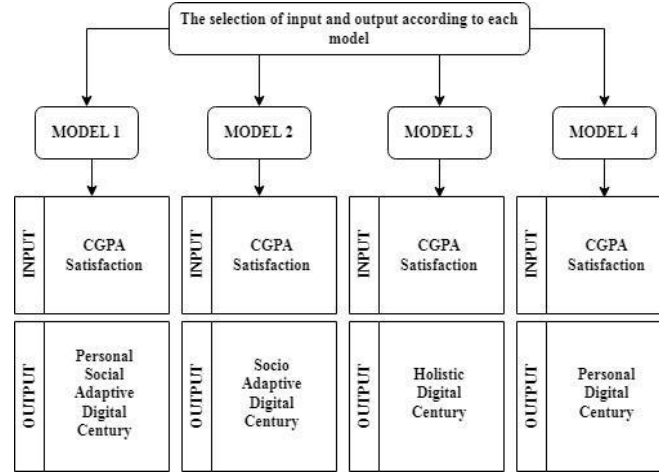 The selection of input and output according to each
model
MODEL 1
MODEL 2
MODEL 3
MODEL 4
INPUT
CGPA
Satisfaction
INPUT
CGPA
Satisfaction
INPUT
CGPA
Satisfaction
INPUT
CGPA
Satisfaction
OUTPUT
Personal
Social
Adaptive
Digital
Century
OUTPUT
Socio
Adaptive
Digital
Century
OUTPUT
Holistic
Digital
Century
OUTPUT
Personal
Digital
Century